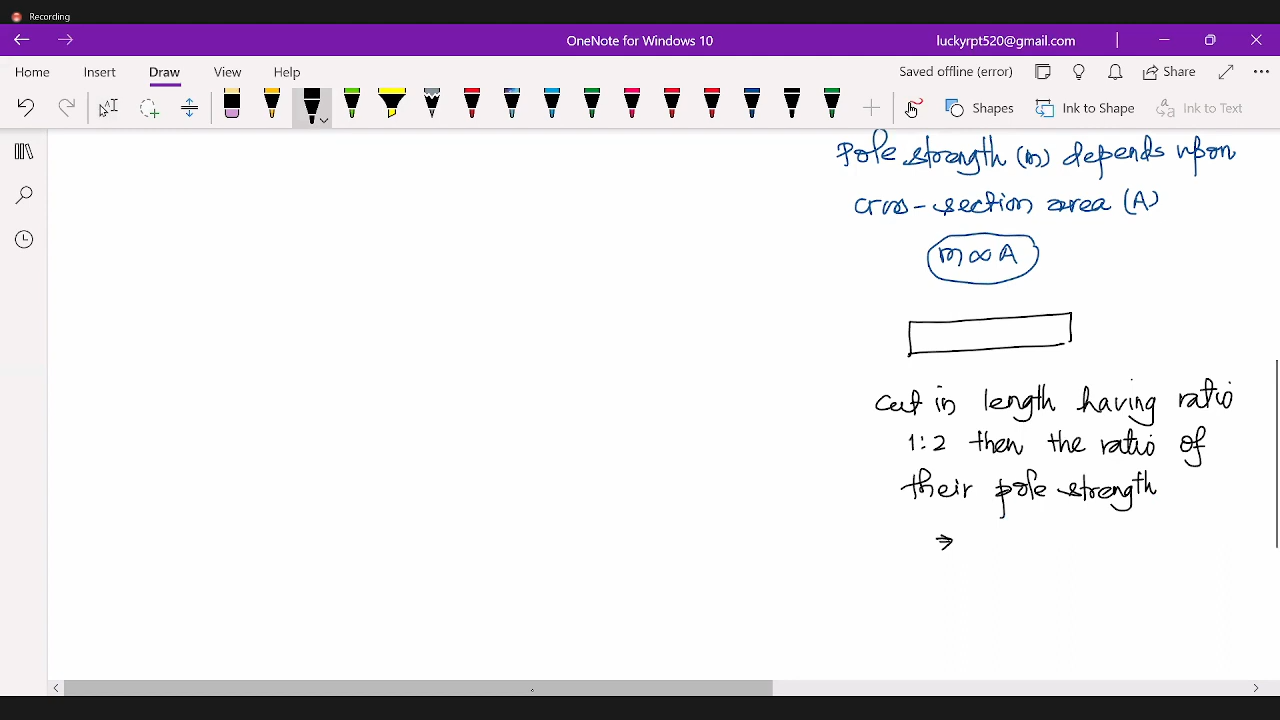 Recording
OneNote for Windows 10
luckyrpt520@gmail.com
Home Insert Draw View Help
Saved offline (error)
Share
Shapes
Ink to Shape
Ink to Text
Pole strength (m) depends upon
cross-section area (A)
m ∝ A
Cut in length having ratio
1:2 then the ratio of
their pole strength
⇒